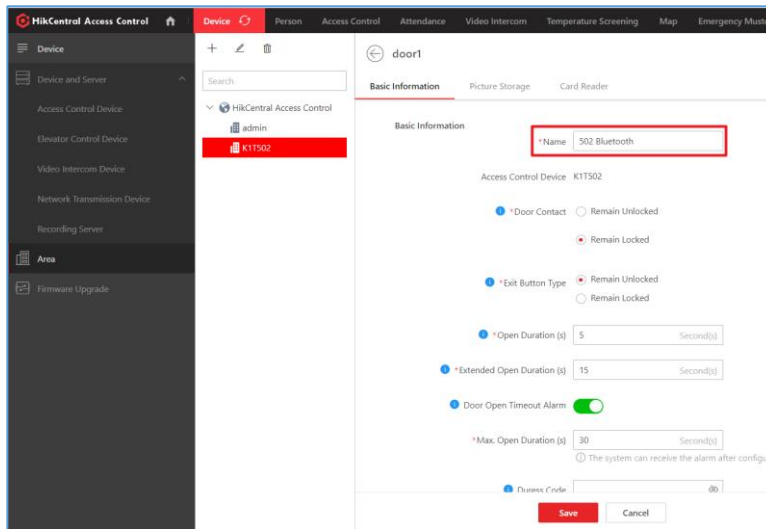 HikCentral Access Control
Device
Person
Access Control
Attendance
Video Intercom
Temperature Screening
Map
Emergency Must
Device
Device and Server
Access Control Device
Elevator Control Device
Video Intercom Device
Network Transmission Device
Recording Server
Area
Firmware Upgrade
Search
HikCentral Access Control
admin
K1T502
door1
Basic Information
Picture Storage
Card Reader
Basic Information
*Name 502 Bluetooth
Access Control Device K1T502
*Door Contact Remain Unlocked
Remain Locked
*Exit Button Type Remain Unlocked
Remain Locked
*Open Duration (s) 5 Second(s)
*Extended Open Duration (s) 15 Second(s)
Door Open Timeout Alarm
*Max. Open Duration (s) 30 Second(s)
The system can receive the alarm after configu
Duress Code
Save
Cancel